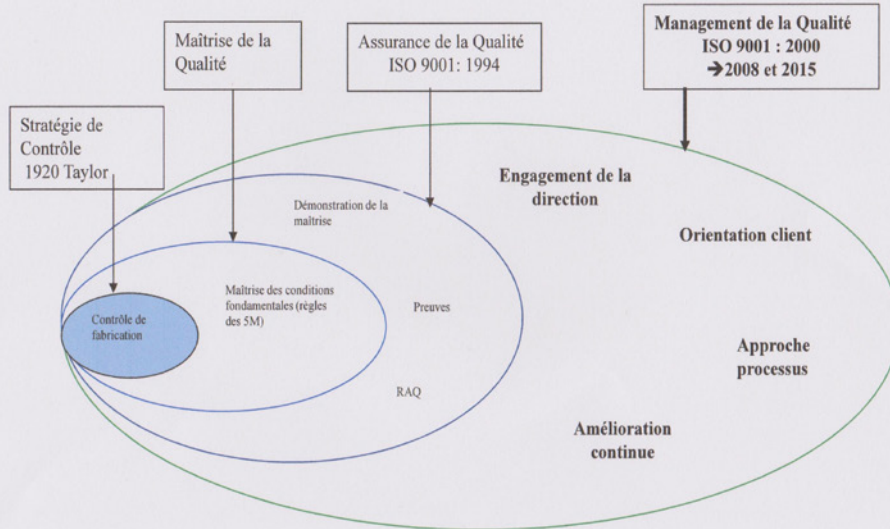 Maîtrise de la
Qualité
Assurance de la Qualité
ISO 9001: 1994
Management de la Qualité
ISO 9001 : 2000
➔2008 et 2015
Stratégie de
Contrôle
1920 Taylor
Engagement de la
direction
Démonstration de la
maîtrise
Orientation client
Maîtrise des conditions
fondamentales (règles
des 5M)
Preuves
Contrôle de
fabrication
Approche
processus
RAQ
Amélioration
continue